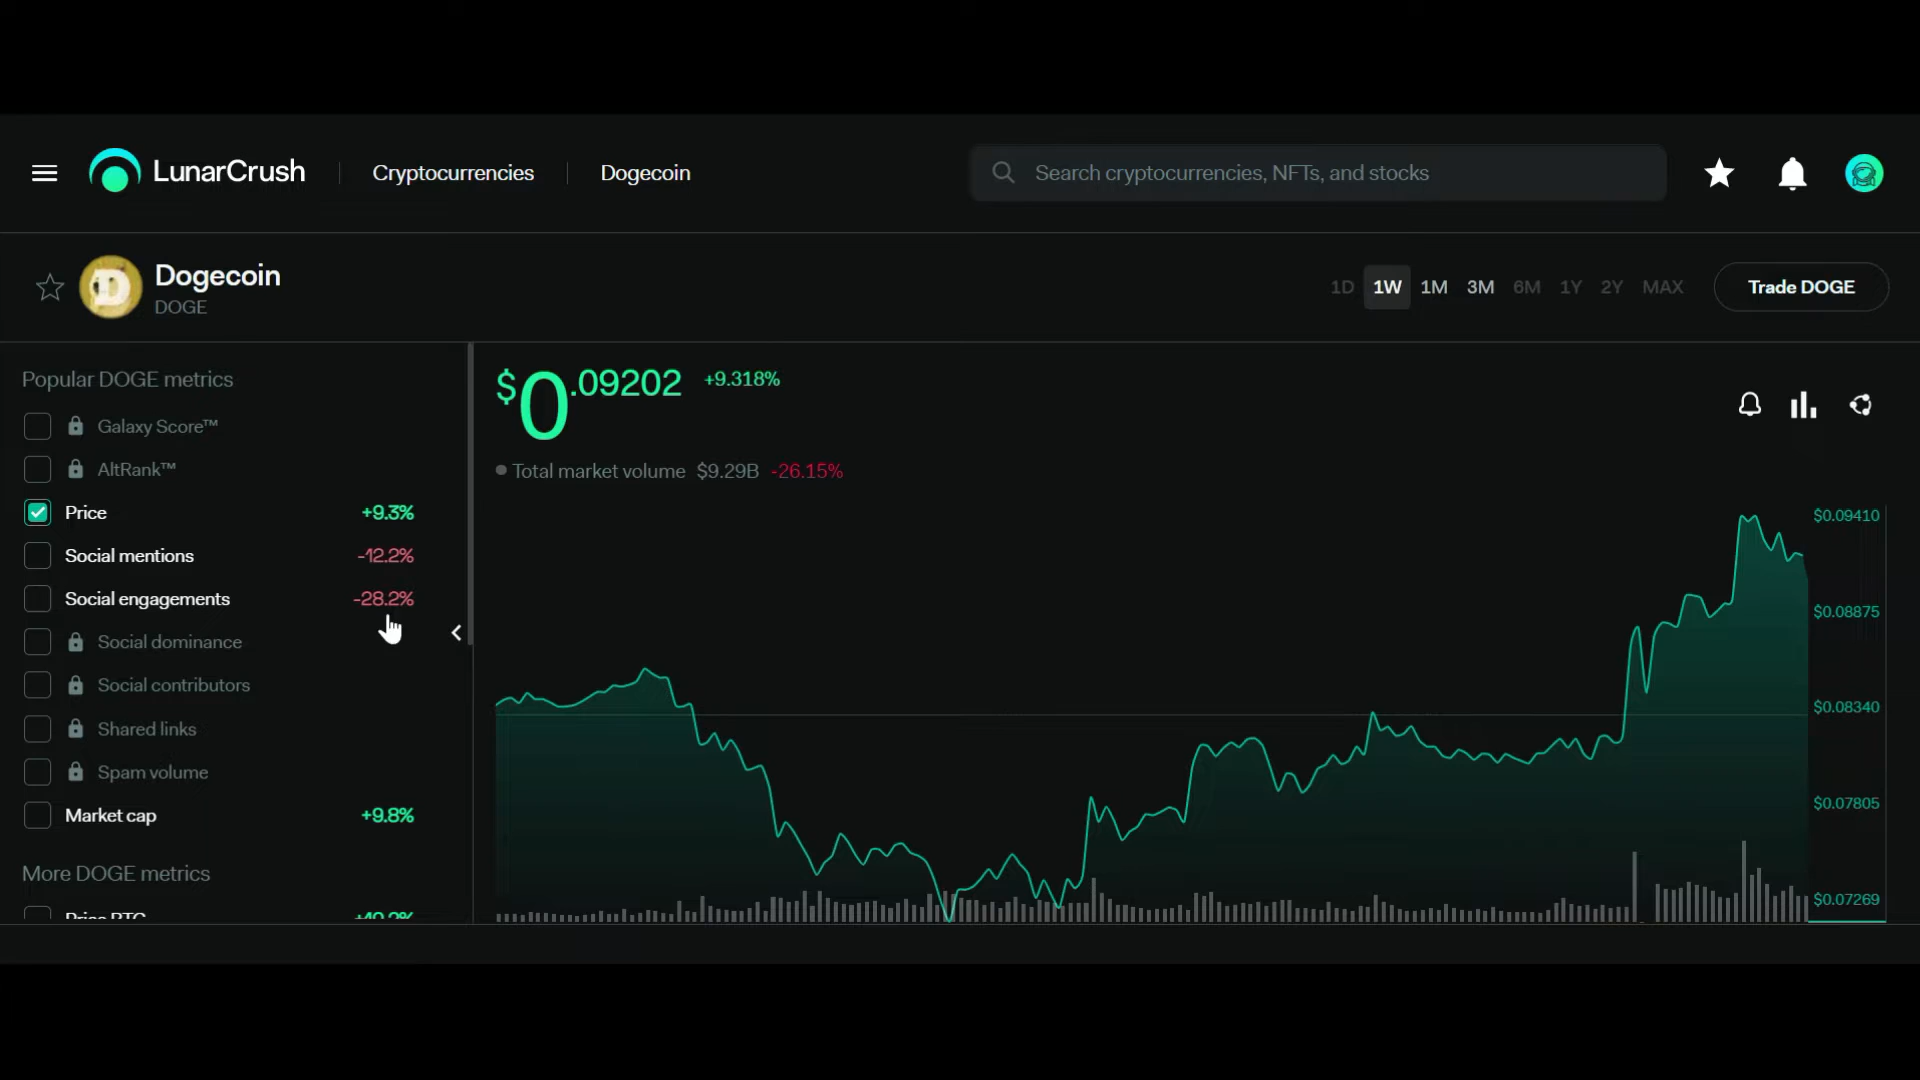 LunarCrush
Cryptocurrencies
Dogecoin
Search cryptocurrencies, NFTs, and stocks
Dogecoin
DOGE
1D 1W 1M 3M 6M 1Y 2Y MAX
Trade DOGE
Popular DOGE metrics
Galaxy Score™
AltRank™
Price +9.3%
Social mentions -12.2%
Social engagements -28.2%
Social dominance
Social contributors
Shared links
Spam volume
Market cap +9.8%
More DOGE metrics
Price BTC
$0.09202 +9.318%
Total market volume $9.29B -26.15%
$0.09410
$0.08875
$0.08340
$0.07805
$0.07269